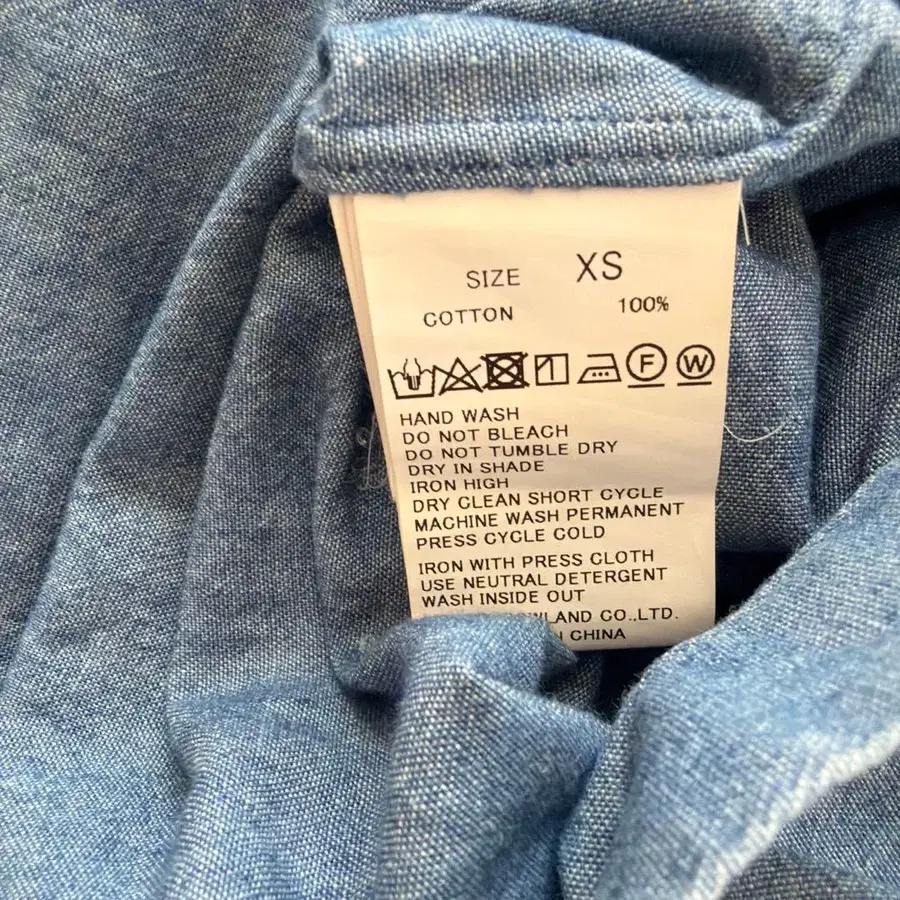 SIZE XS
COTTON 100%
F W
HAND WASH
DO NOT BLEACH
DO NOT TUMBLE DRY
DRY IN SHADE
IRON HIGH
DRY CLEAN SHORT CYCLE
MACHINE WASH PERMANENT
PRESS CYCLE COLD
IRON WITH PRESS CLOTH
USE NEUTRAL DETERGENT
WASH INSIDE OUT
CO.,LTD.
CHINA